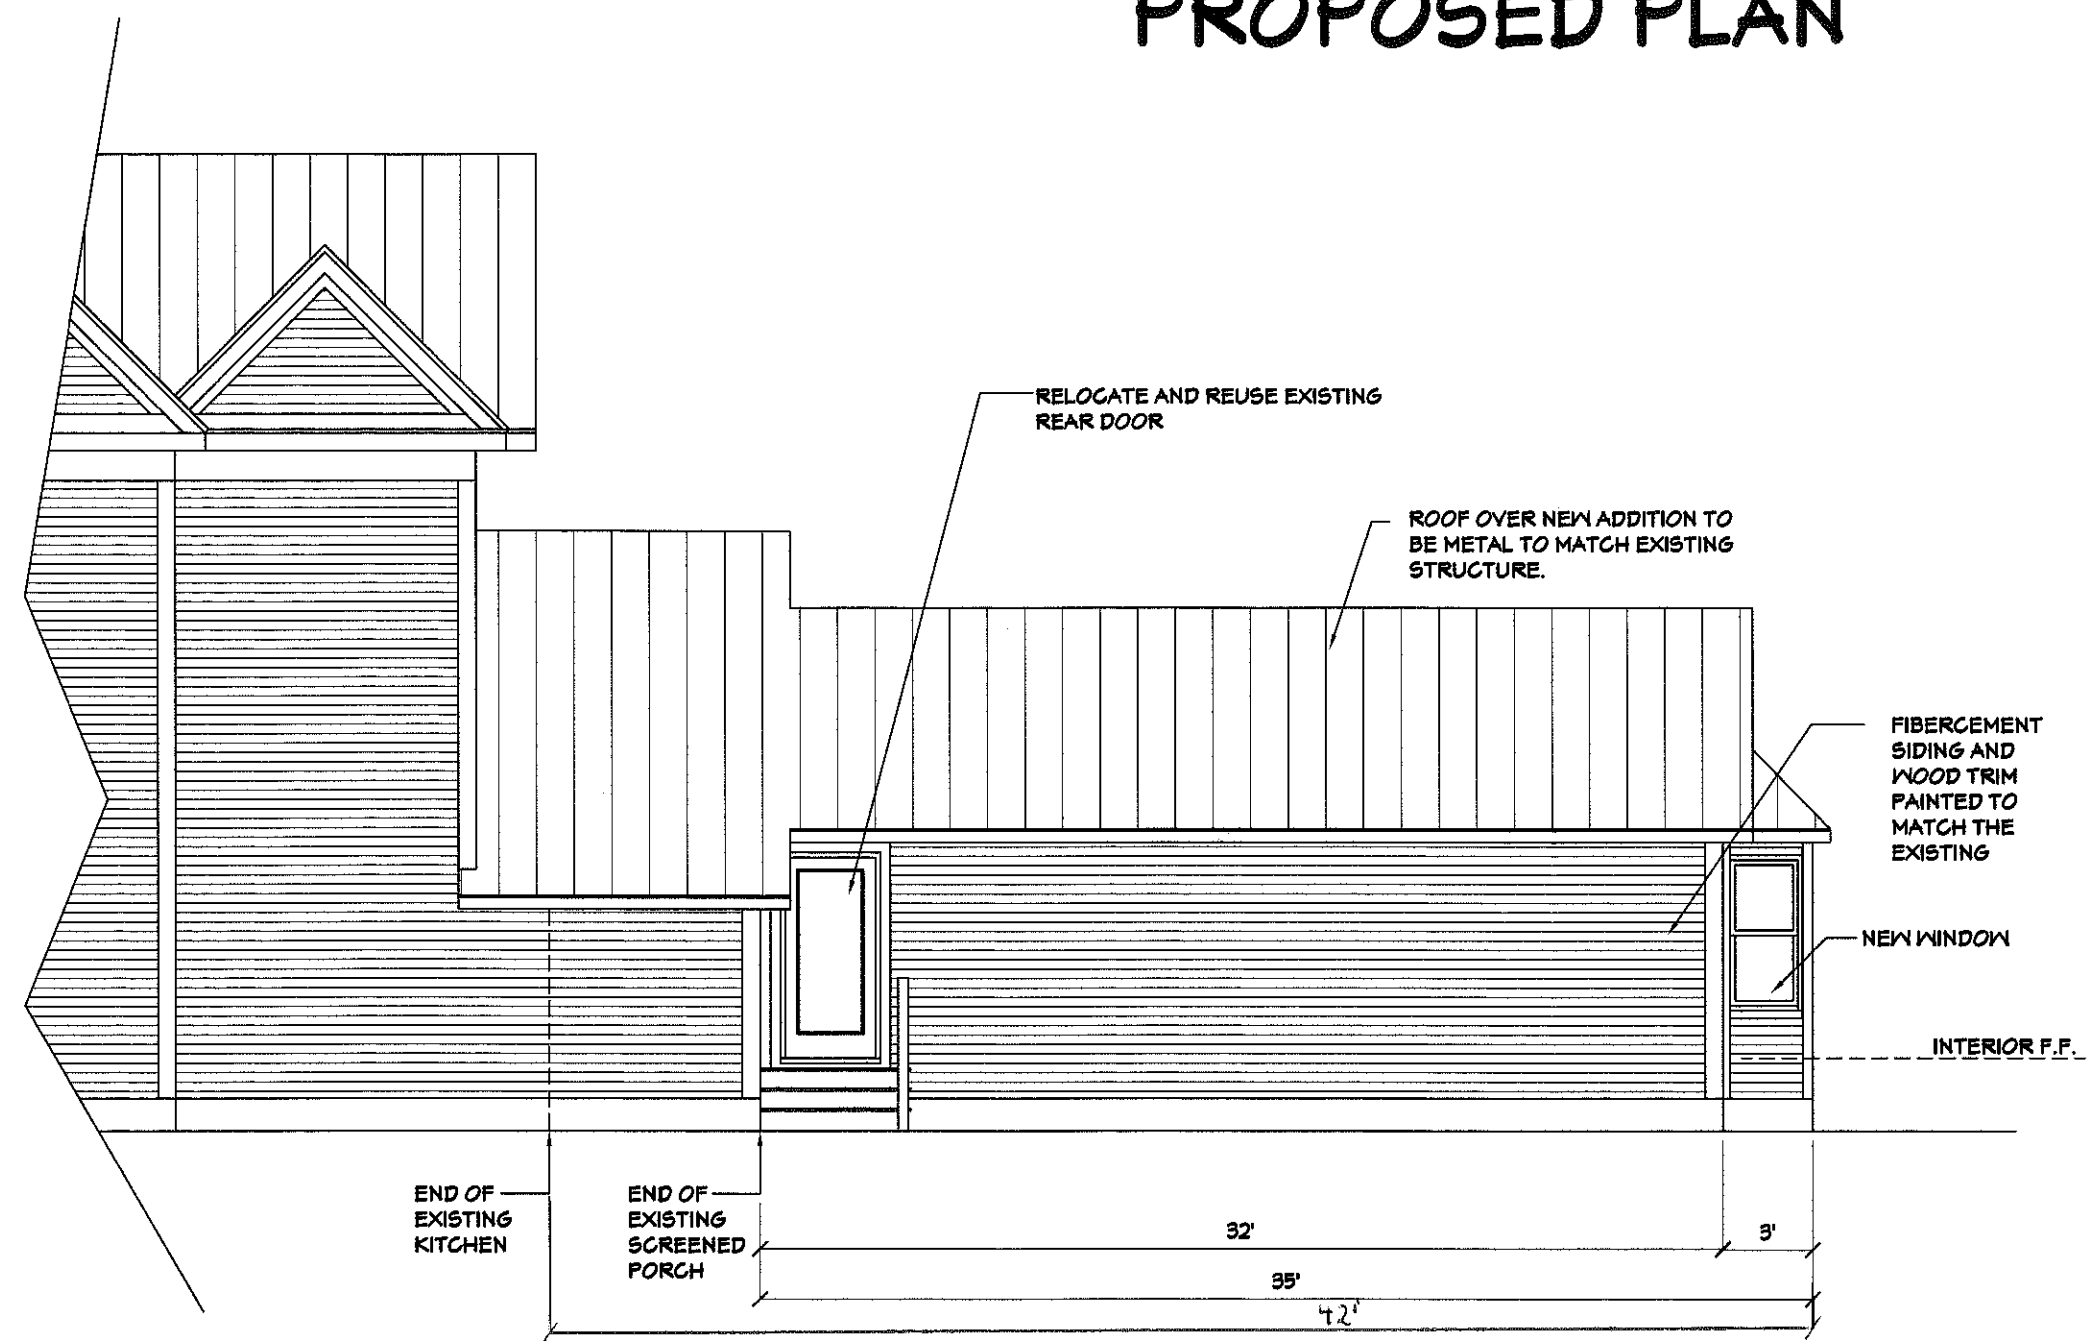 PROPOSED PLAN
RELOCATE AND REUSE EXISTING
REAR DOOR
ROOF OVER NEW ADDITION TO
BE METAL TO MATCH EXISTING
STRUCTURE.
FIBERCEMENT
SIDING AND
WOOD TRIM
PAINTED TO
MATCH THE
EXISTING
NEW WINDOW
INTERIOR F.F.
END OF
EXISTING
KITCHEN
END OF
EXISTING
SCREENED
PORCH
32'
3'
35'
42'